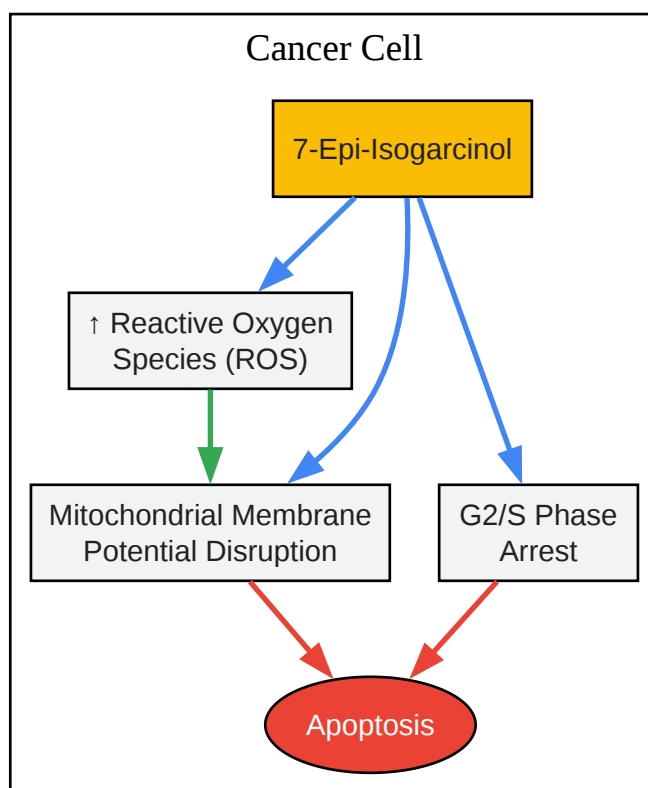 Cancer Cell
7-Epi-Isogarcinol
↑ Reactive Oxygen
Species (ROS)
Mitochondrial Membrane
Potential Disruption
G2/S Phase
Arrest
Apoptosis